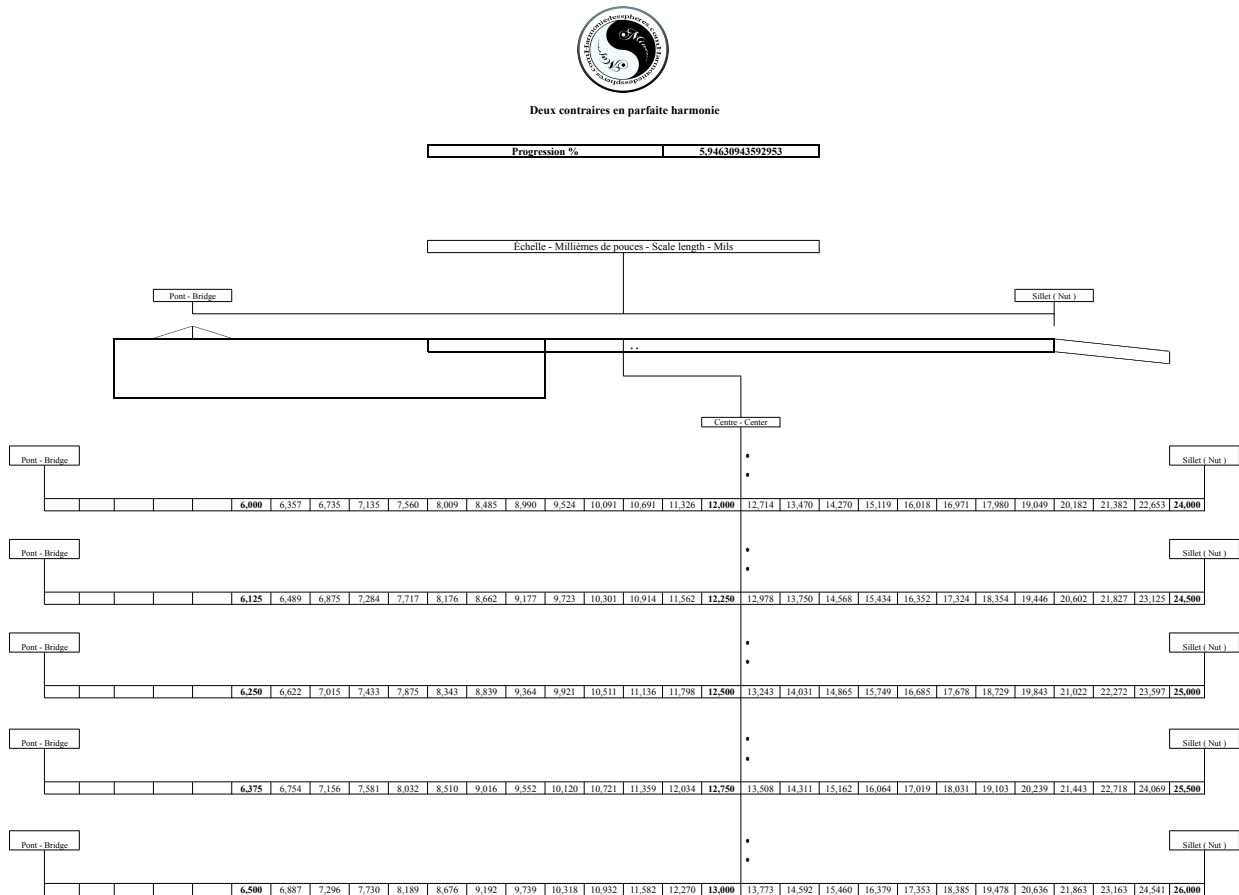 Harmoniedesspheres.comHarmoniedesspheres.com
Deux contraires en parfaite harmonie
Progression % 5,94630943592953
Échelle - Millièmes de pouces - Scale length - Mils
Pont - Bridge Sillet ( Nut )
Centre - Center
Pont - Bridge Sillet ( Nut )
6,000 6,357 6,735 7,135 7,560 8,009 8,485 8,990 9,524 10,091 10,691 11,326 12,000 12,714 13,470 14,270 15,119 16,018 16,971 17,980 19,049 20,182 21,382 22,653 24,000
Pont - Bridge Sillet ( Nut )
6,125 6,489 6,875 7,284 7,717 8,176 8,662 9,177 9,723 10,301 10,914 11,562 12,250 12,978 13,750 14,568 15,434 16,352 17,324 18,354 19,446 20,602 21,827 23,125 24,500
Pont - Bridge Sillet ( Nut )
6,250 6,622 7,015 7,433 7,875 8,343 8,839 9,364 9,921 10,511 11,136 11,798 12,500 13,243 14,031 14,865 15,749 16,685 17,678 18,729 19,843 21,022 22,272 23,597 25,000
Pont - Bridge Sillet ( Nut )
6,375 6,754 7,156 7,581 8,032 8,510 9,016 9,552 10,120 10,721 11,359 12,034 12,750 13,508 14,311 15,162 16,064 17,019 18,031 19,103 20,239 21,443 22,718 24,069 25,500
Pont - Bridge Sillet ( Nut )
6,500 6,887 7,296 7,730 8,189 8,676 9,192 9,739 10,318 10,932 11,582 12,270 13,000 13,773 14,592 15,460 16,379 17,353 18,385 19,478 20,636 21,863 23,163 24,541 26,000